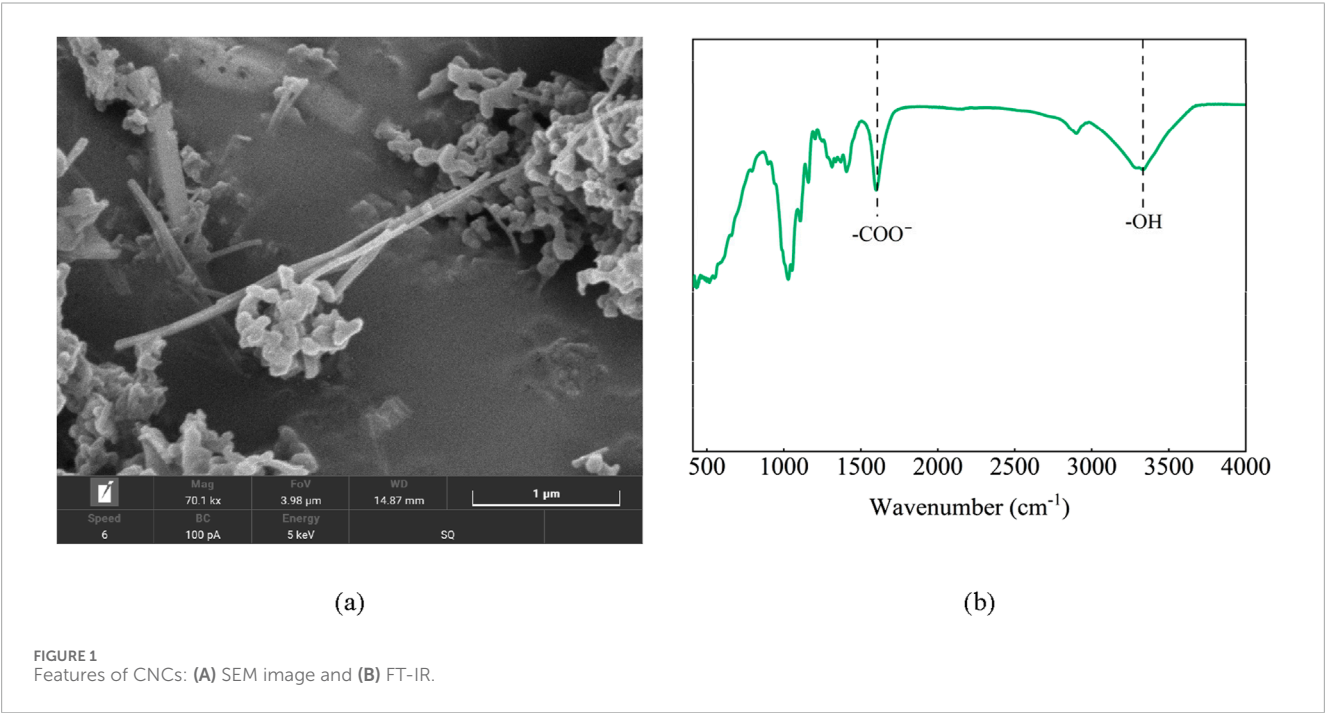 Mag
70.1 kx
FoV
3.98 µm
WD
14.87 mm
1 µm
Speed
6
BC
100 pA
Energy
5 keV
SQ
(a)
-COO⁻
-OH
500 1000 1500 2000 2500 3000 3500 4000
Wavenumber (cm⁻¹)
(b)
FIGURE 1
Features of CNCs: (A) SEM image and (B) FT-IR.